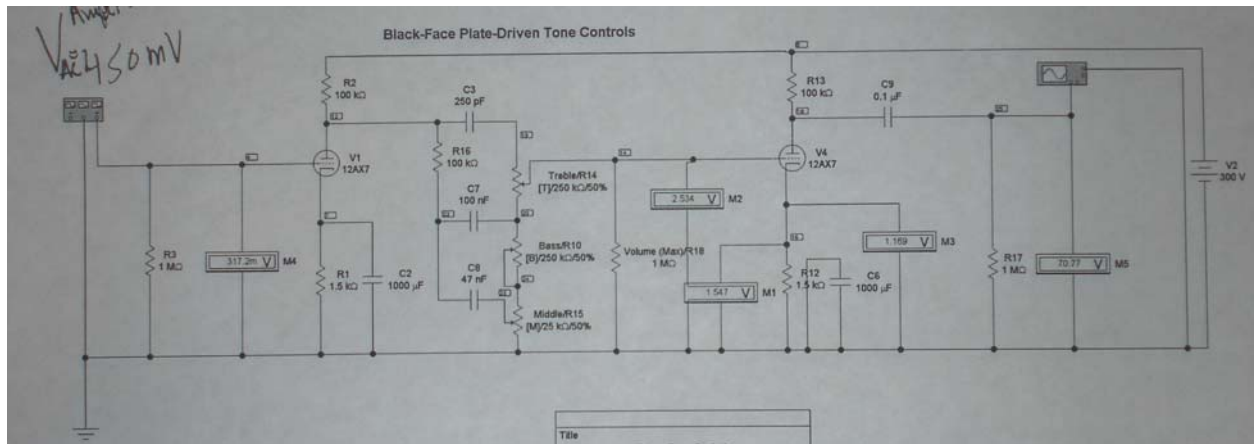 V AC 450mV
Black-Face Plate-Driven Tone Controls
R2
100 kΩ
C3
250 pF
R13
100 kΩ
C9
0.1 µF
V1
12AX7
R16
100 kΩ
V4
12AX7
V2
300 V
Treble/R14
[T]/250 kΩ/50%
C7
100 nF
2.534 V M2
R3
1 MΩ
317.2m V M4
R1
1.5 kΩ
C2
1000 µF
C8
47 nF
Bass/R10
[B]/250 kΩ/50%
Volume (Max)/R18
1 MΩ
1.547 V M1
R12
1.5 kΩ
C6
1000 µF
1.169 V M3
R17
1 MΩ
70.77 V M5
Middle/R15
[M]/25 kΩ/50%
Title